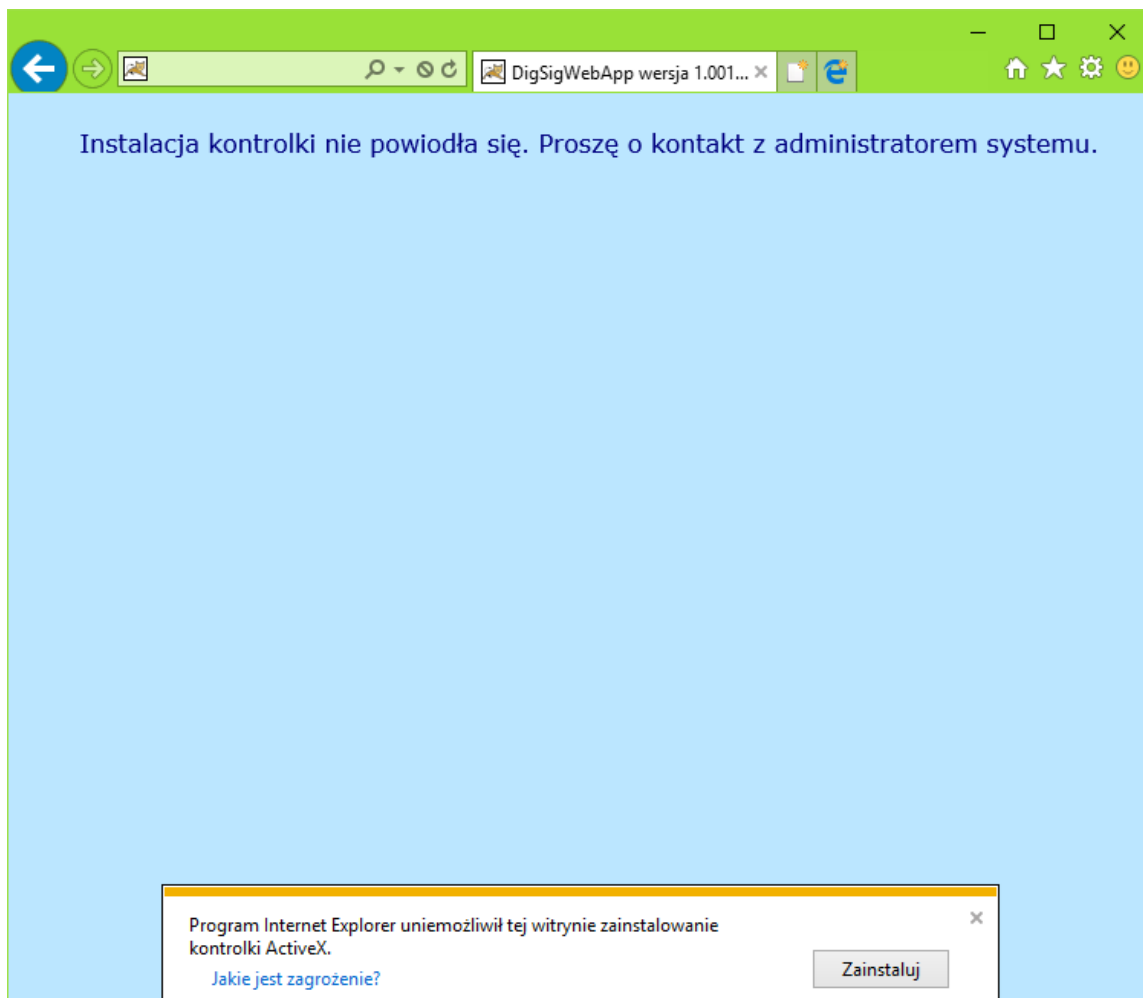 DigSigWebApp wersja 1.001...
Instalacja kontrolki nie powiodła się. Proszę o kontakt z administratorem systemu.
Program Internet Explorer uniemożliwił tej witrynie zainstalowanie
kontrolki ActiveX.
Jakie jest zagrożenie?
Zainstaluj